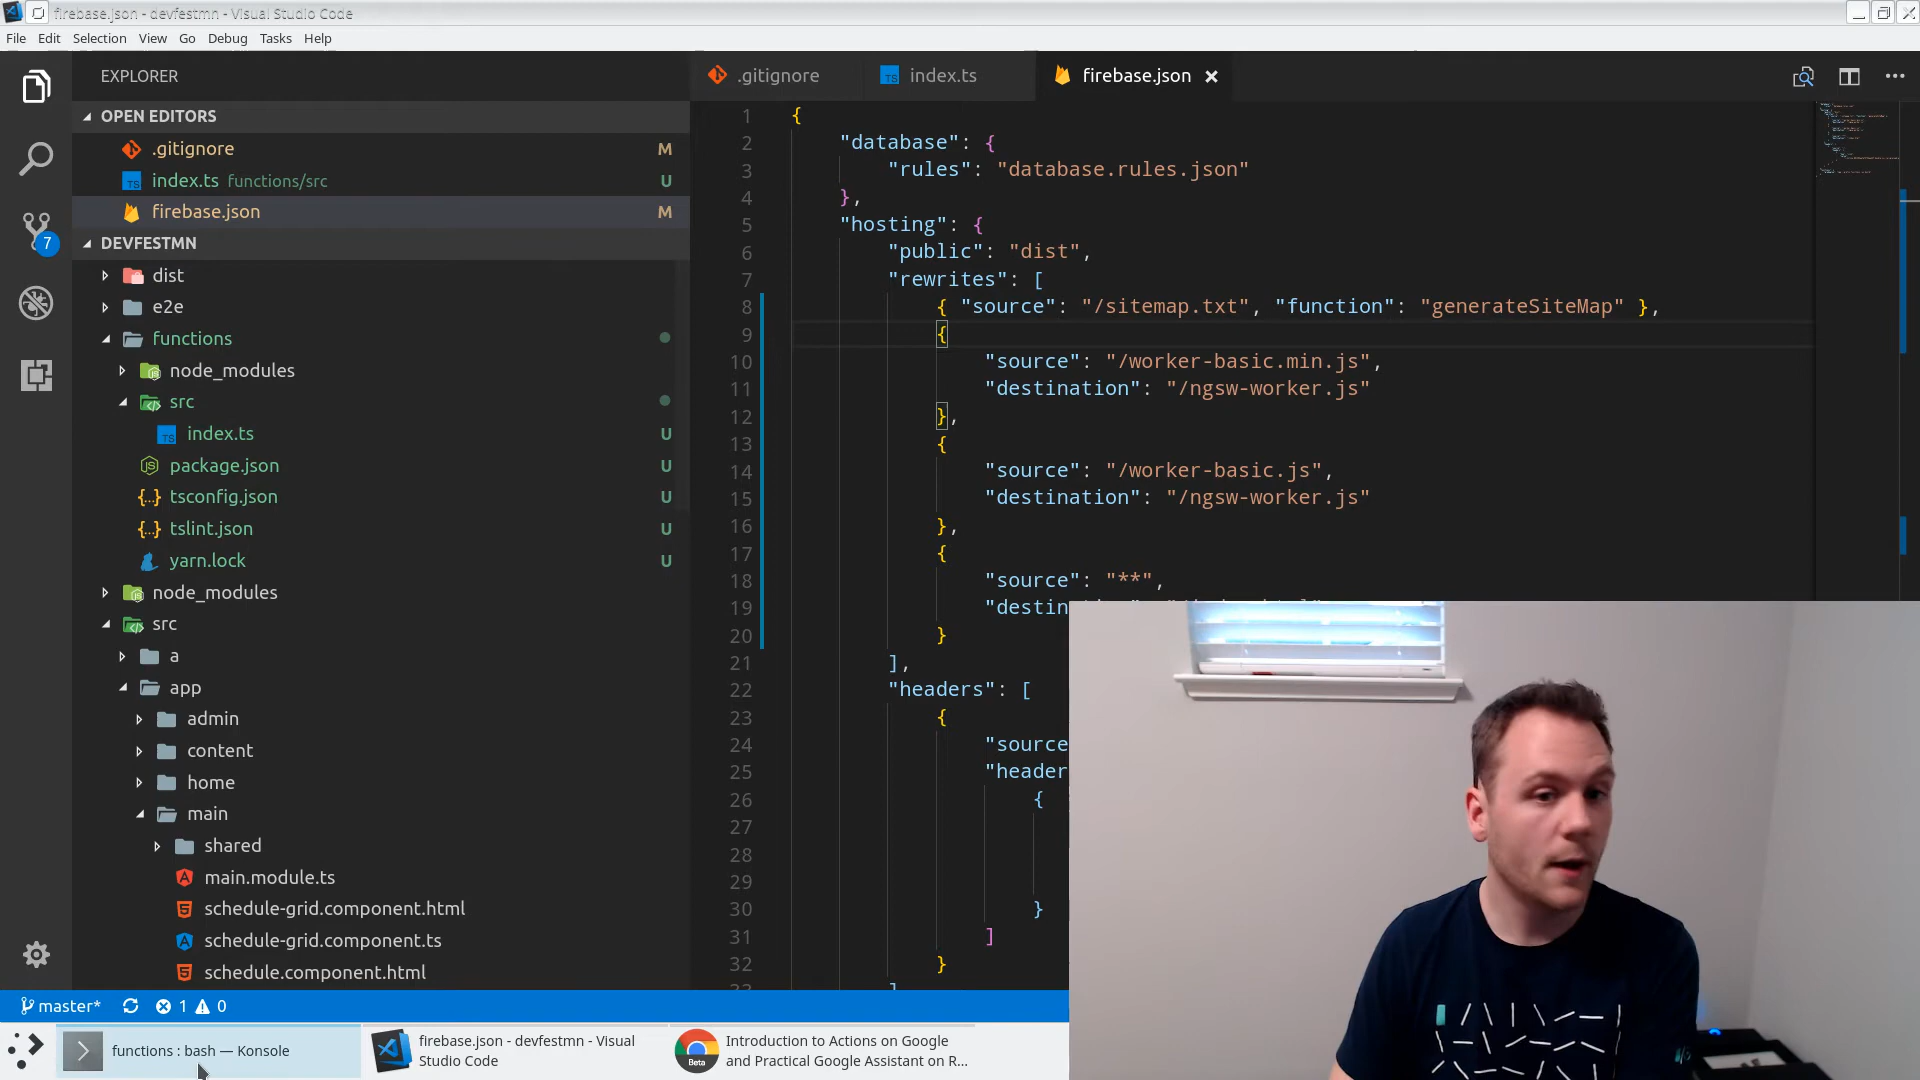 firebase.json - devfestmn - Visual Studio Code
File Edit Selection View Go Debug Tasks Help
EXPLORER
OPEN EDITORS
.gitignore M
index.ts functions/src U
firebase.json M
DEVFESTMN
dist
e2e
functions
node_modules
src
index.ts U
package.json U
tsconfig.json U
tslint.json U
yarn.lock U
node_modules
src
a
app
admin
content
home
main
shared
main.module.ts
schedule-grid.component.html
schedule-grid.component.ts
schedule.component.html
7
.gitignore index.ts firebase.json
1 {
2 "database": {
3 "rules": "database.rules.json"
4 },
5 "hosting": {
6 "public": "dist",
7 "rewrites": [
8 { "source": "/sitemap.txt", "function": "generateSiteMap" },
9 {
10 "source": "/worker-basic.min.js",
11 "destination": "/ngsw-worker.js"
12 },
13 {
14 "source": "/worker-basic.js",
15 "destination": "/ngsw-worker.js"
16 },
17 {
18 "source": "**",
19 "destin
20 }
21 ],
22 "headers": [
23 {
24 "source
25 "header
26 {
27
28
29
30 }
31 ]
32 }
master* 1 0
functions : bash — Konsole
firebase.json - devfestmn - Visual
Studio Code
Beta
Introduction to Actions on Google
and Practical Google Assistant on R...